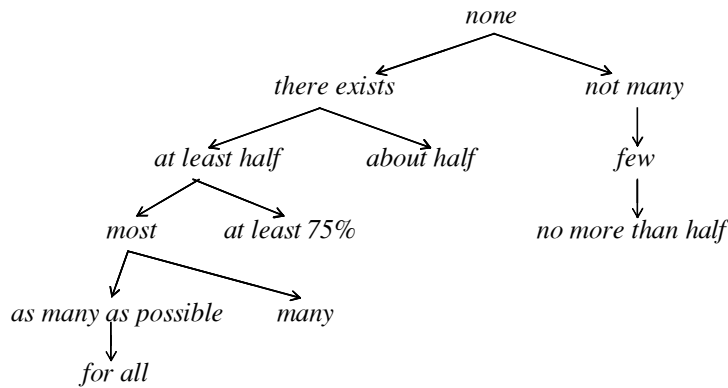 none
there exists
not many
at least half
about half
few
most
at least 75%
no more than half
as many as possible
many
for all